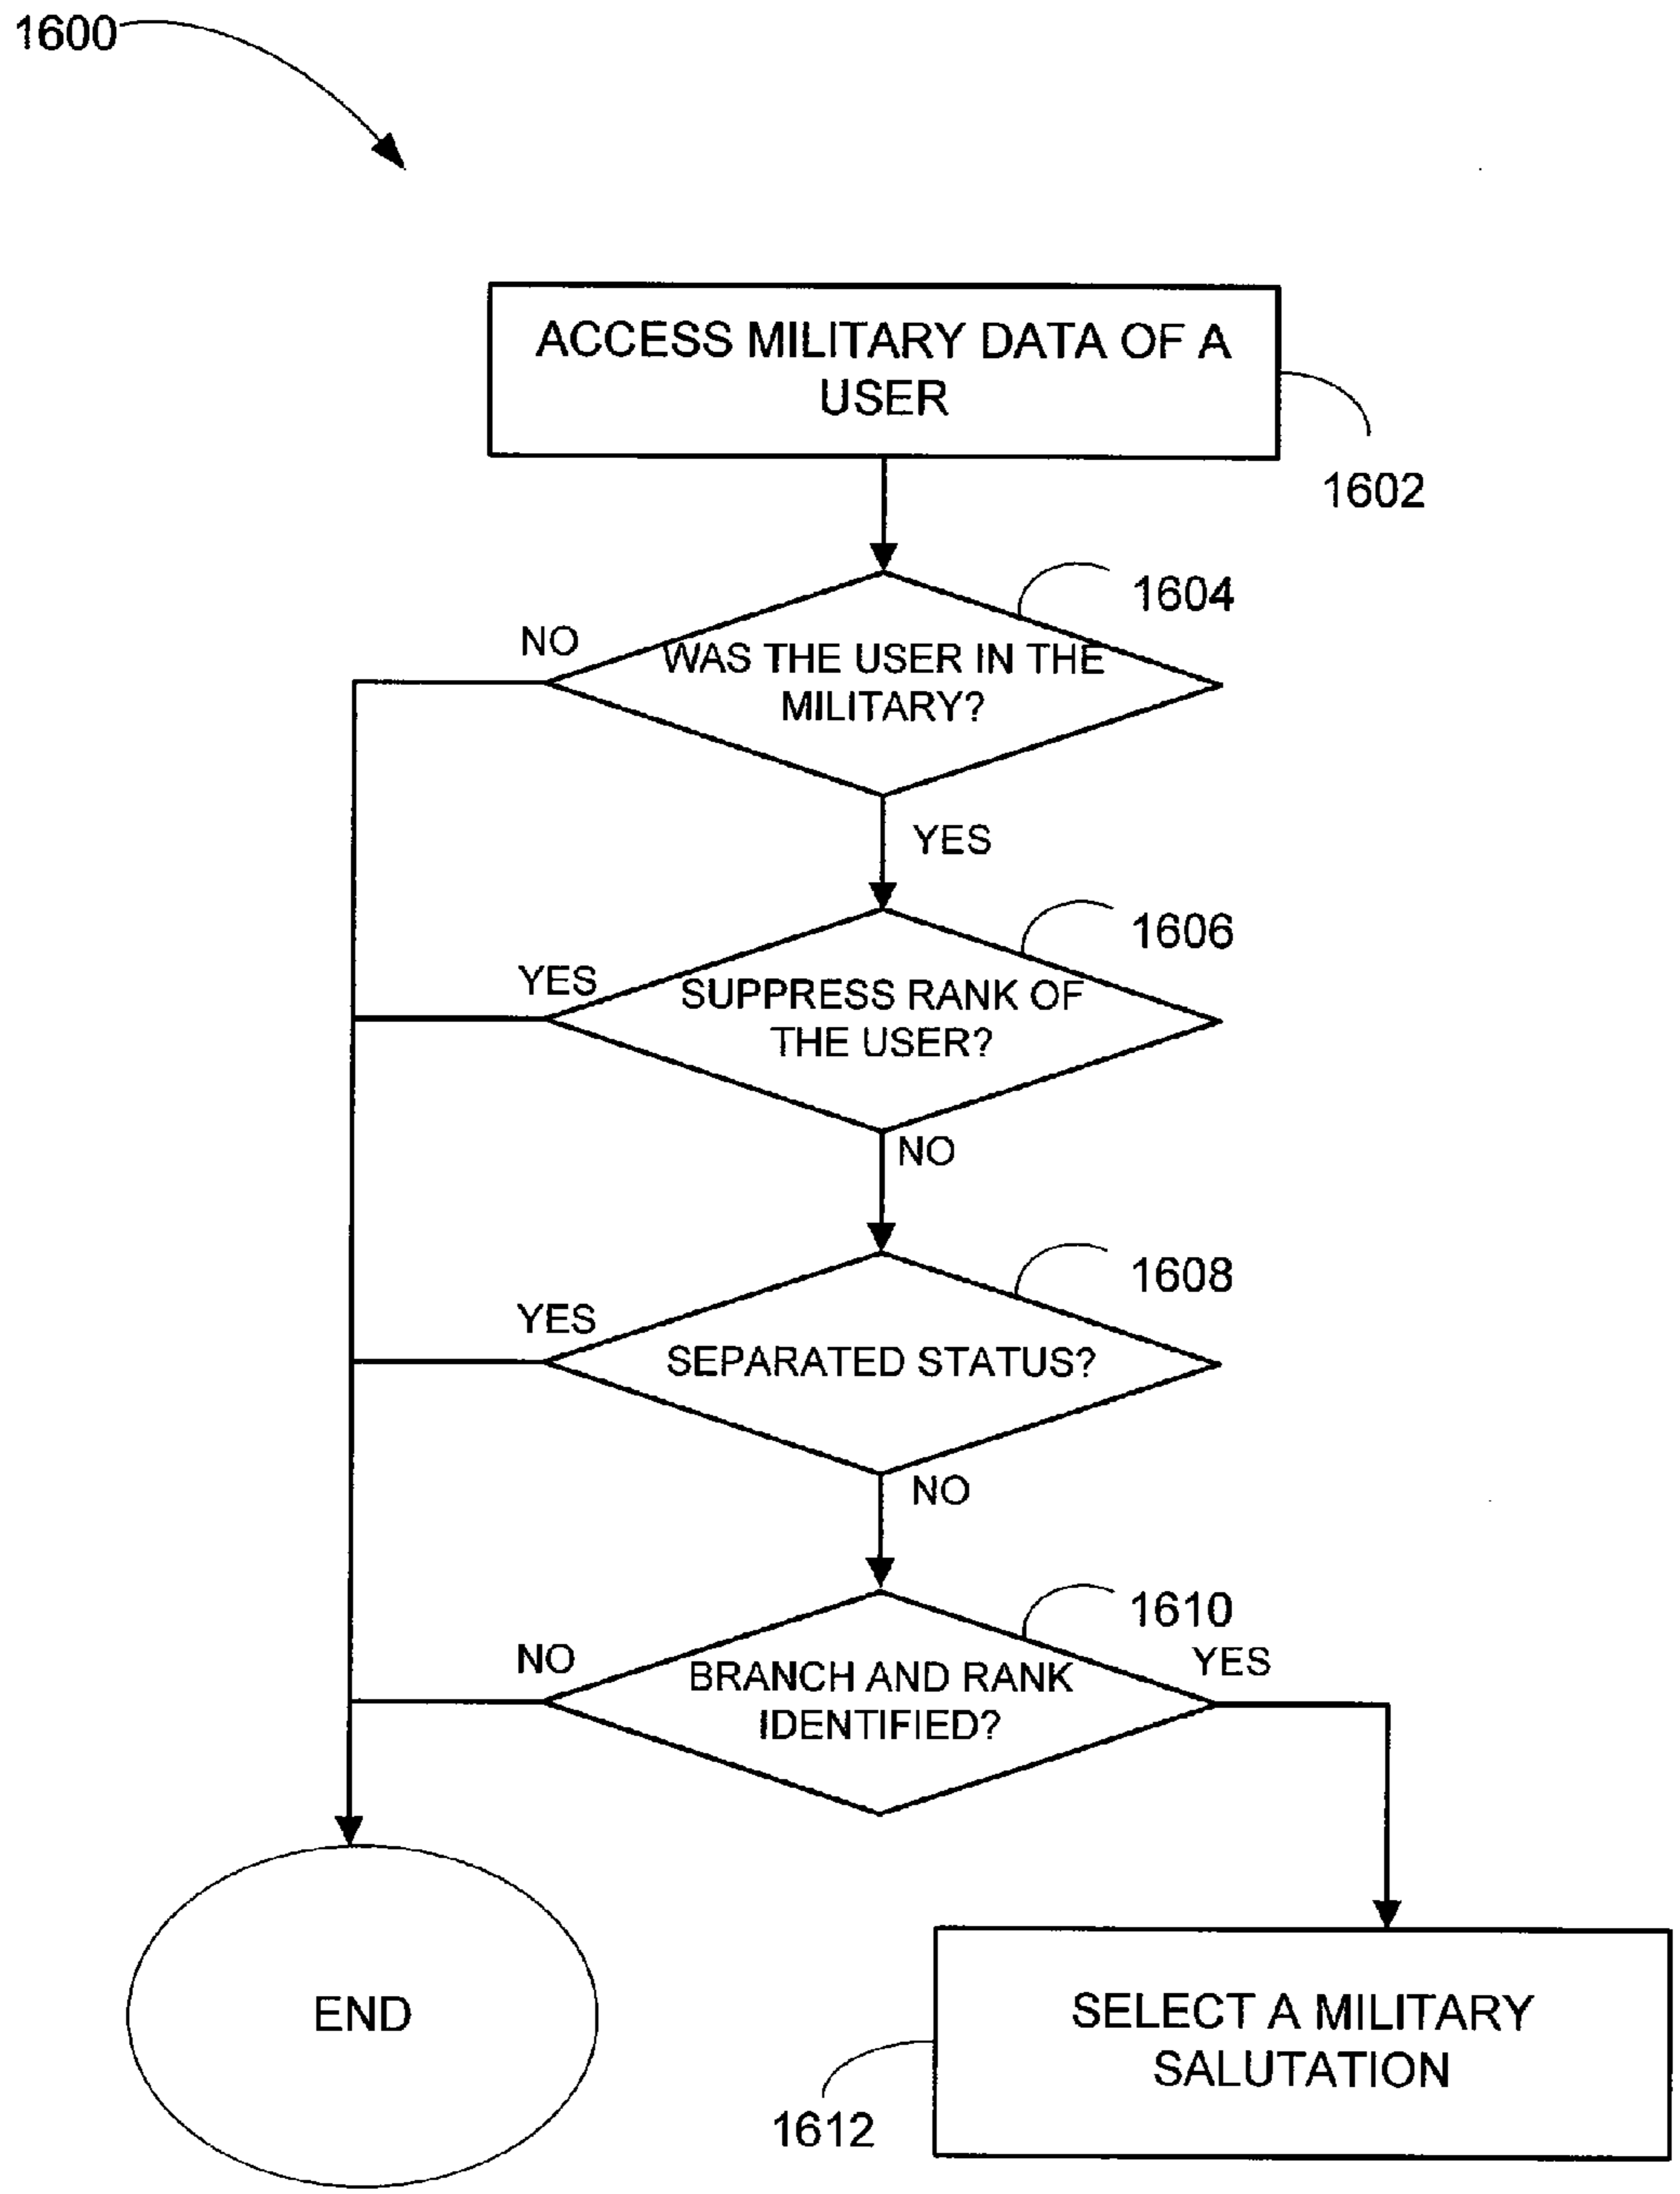 1600
ACCESS MILITARY DATA OF A
USER
1602
1604
NO
WAS THE USER IN THE
MILITARY?
YES
1606
YES
SUPPRESS RANK OF
THE USER?
NO
1608
YES
SEPARATED STATUS?
NO
1610
NO
YES
BRANCH AND RANK
IDENTIFIED?
END
SELECT A MILITARY
SALUTATION
1612